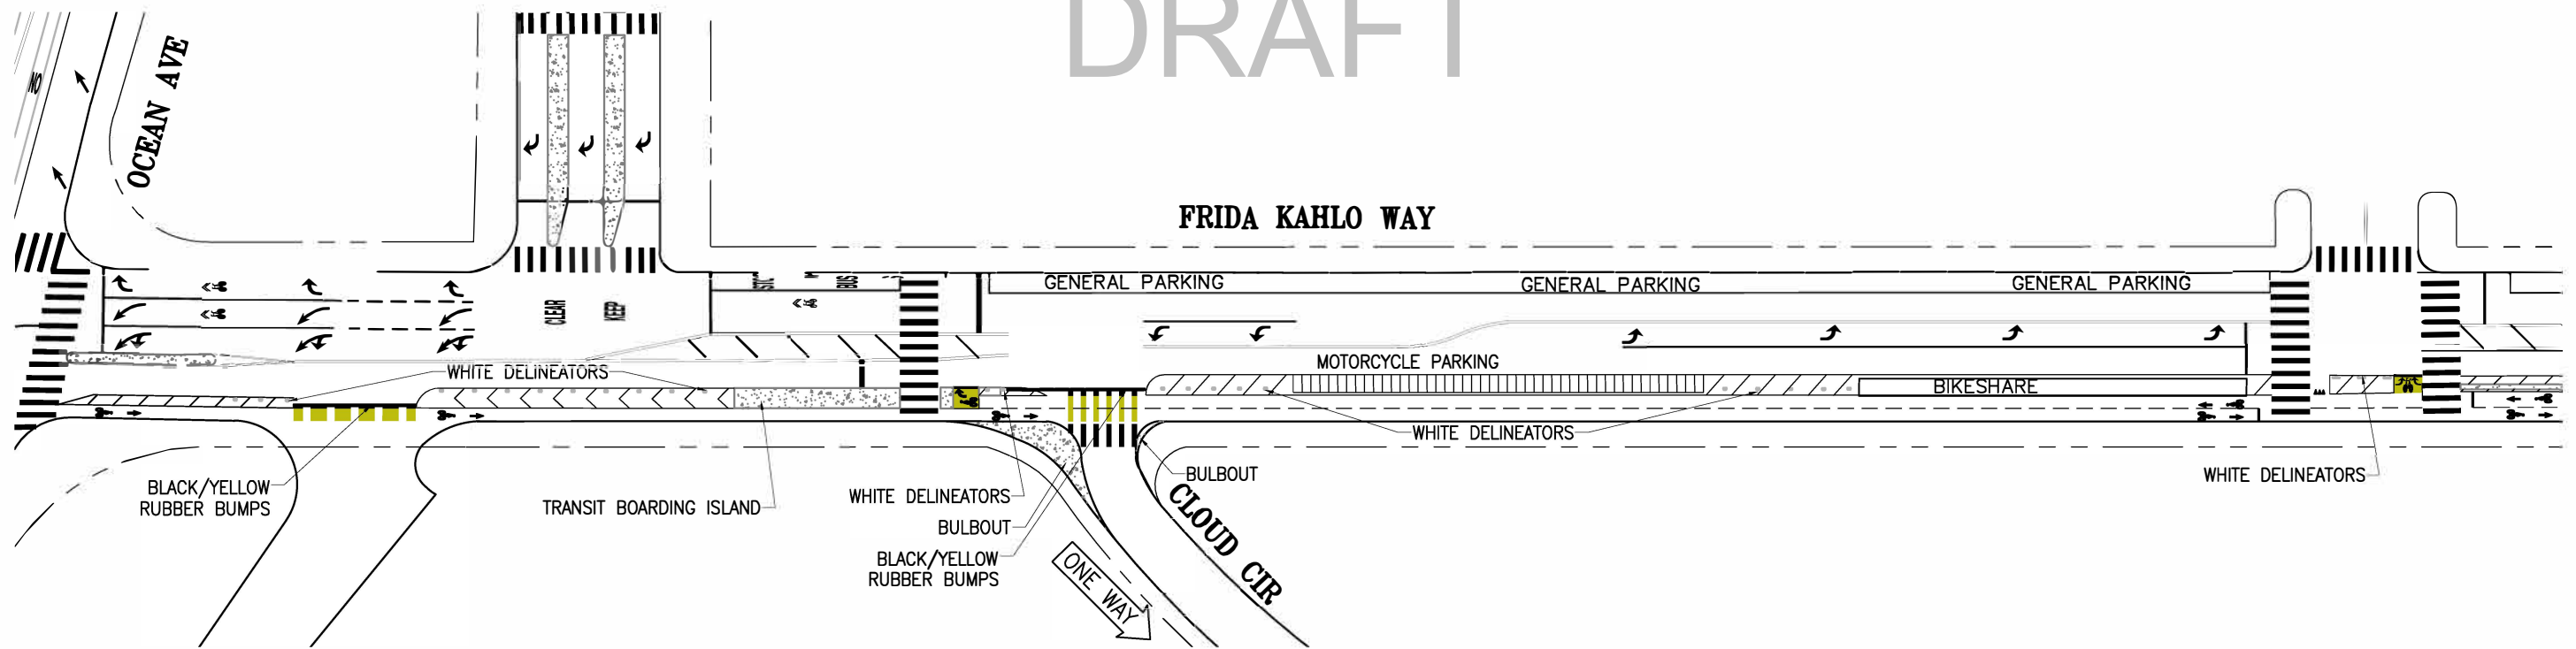 DRAFT
OCEAN AVE
NO
FRIDA KAHLO WAY
GENERAL PARKING
GENERAL PARKING
GENERAL PARKING
CLEAR
KEEP
BUS
MOTORCYCLE PARKING
WHITE DELINEATORS
BIKESHARE
WHITE DELINEATORS
BULBOUT
WHITE DELINEATORS
BLACK/YELLOW
RUBBER BUMPS
TRANSIT BOARDING ISLAND
WHITE DELINEATORS
BULBOUT
BLACK/YELLOW
RUBBER BUMPS
CLOUD CIR
ONE WAY